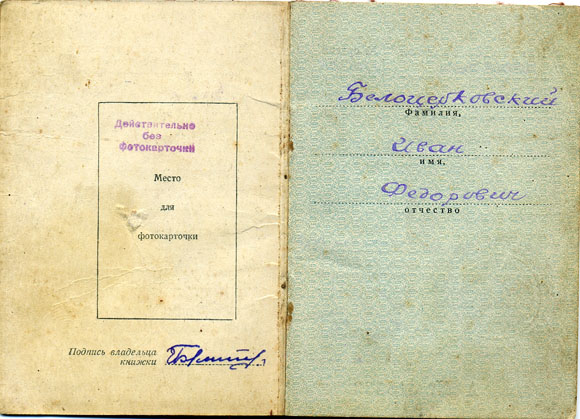 Действительно
без
фотокарточки
Место
для
фотокарточки
Подпись владельца
книжки
Белоцерковский
Фамилия,
Иван
имя,
Федорович
отчество